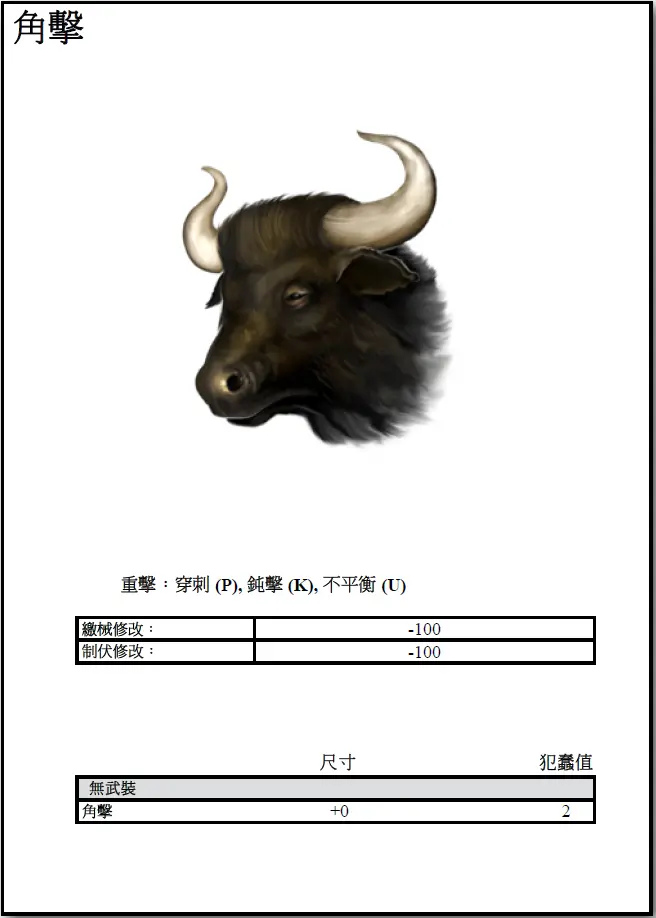 角擊
重擊：穿刺 (P), 鈍擊 (K), 不平衡 (U)
繳械修改： -100
制伏修改： -100
尺寸 犯蠢值
無武裝
角擊 +0 2